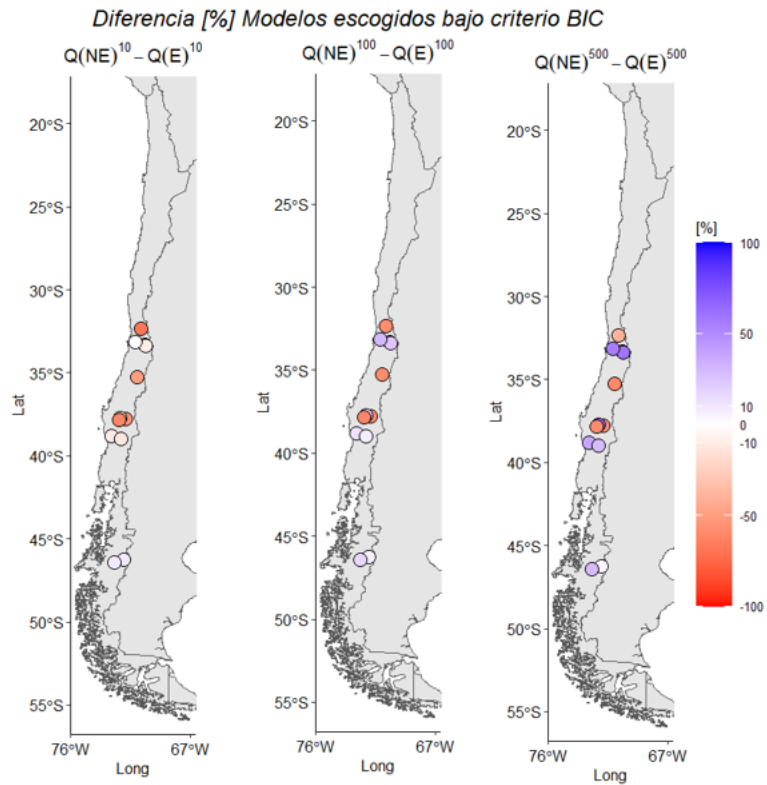 Diferencia [%] Modelos escogidos bajo criterio BIC
Q(NE)^10 − Q(E)^10
20°S
25°S
30°S
35°S
40°S
45°S
50°S
55°S
Lat
76°W 67°W
Long
Q(NE)^100 − Q(E)^100
20°S
25°S
30°S
35°S
40°S
45°S
50°S
55°S
Lat
76°W 67°W
Long
Q(NE)^500 − Q(E)^500
20°S
25°S
30°S
35°S
40°S
45°S
50°S
55°S
Lat
76°W 67°W
Long
[%]
100
50
10
0
-10
-50
-100